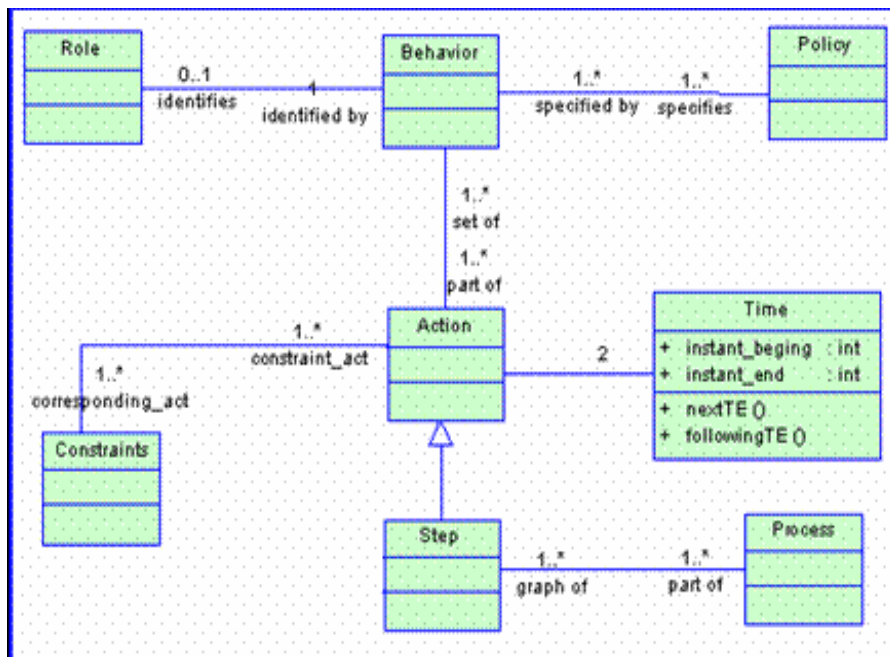 Role
Behavior
Policy
0..1
identifies
1
identified by
1..*
specified by
1..*
specifies
1..*
set of
1..*
part of
Action
Time
+ instant_beging : int
+ instant_end : int
+ nextTE ()
+ followingTE ()
2
1..*
constraint_act
1..*
corresponding_act
Constraints
Step
Process
1..*
graph of
1..*
part of